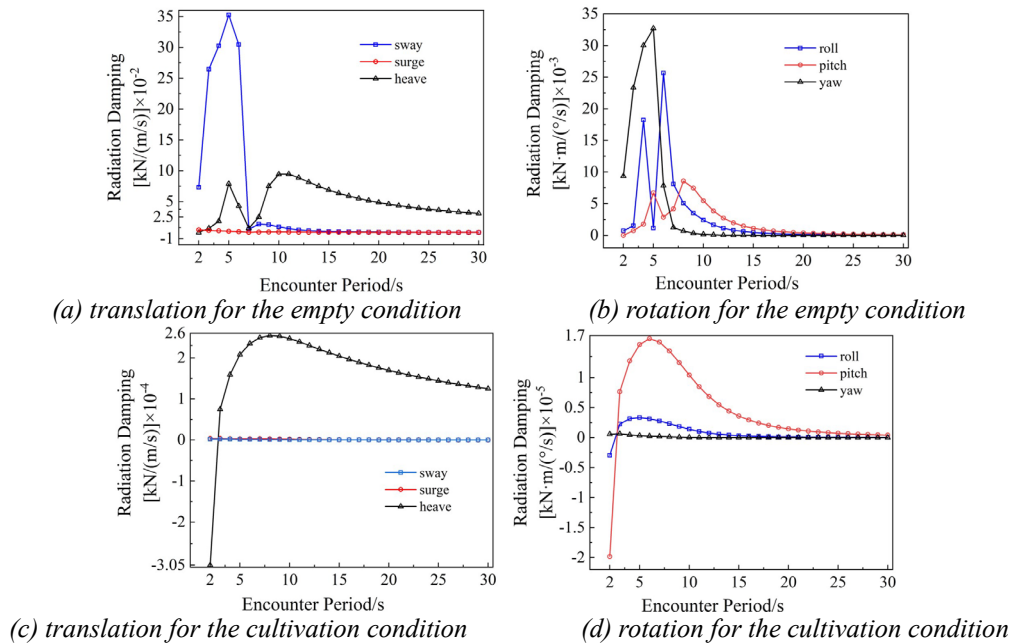 35
30
25
20
15
10
5
2.5
-1
2 5 10 15 20 25 30
Radiation Damping
[kN/(m/s)]×10⁻²
Encounter Period/s
sway
surge
heave
(a) translation for the empty condition
35
30
25
20
15
10
5
0
2 5 10 15 20 25 30
Radiation Damping
[kN·m/(°/s)]×10⁻³
Encounter Period/s
roll
pitch
yaw
(b) rotation for the empty condition
2.6
2
1
0
-1
-2
-3.05
2 5 10 15 20 25 30
Radiation Damping
[kN/(m/s)]×10⁻⁴
Encounter Period/s
sway
surge
heave
(c) translation for the cultivation condition
1.7
1
0.5
0
-0.5
-1
-1.5
-2
2 5 10 15 20 25 30
Radiation Damping
[kN·m/(°/s)]×10⁻⁵
Encounter Period/s
roll
pitch
yaw
(d) rotation for the cultivation condition